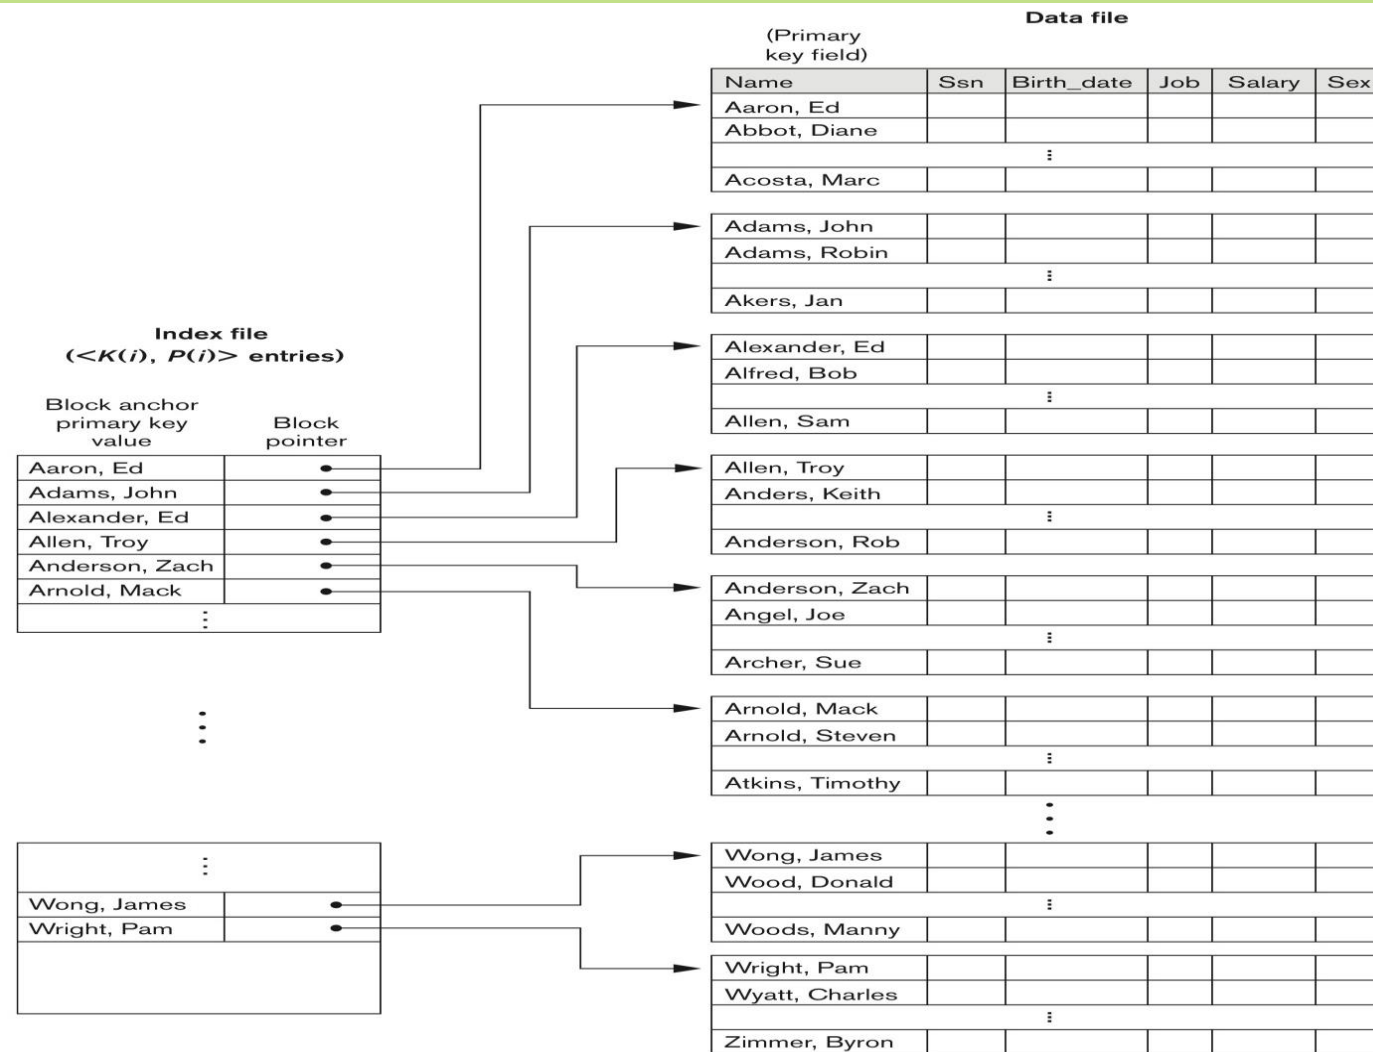 Data file
(Primary
key field)
Name Ssn Birth_date Job Salary Sex
Aaron, Ed
Abbot, Diane
Acosta, Marc
Adams, John
Adams, Robin
Akers, Jan
Alexander, Ed
Alfred, Bob
Allen, Sam
Allen, Troy
Anders, Keith
Anderson, Rob
Anderson, Zach
Angel, Joe
Archer, Sue
Arnold, Mack
Arnold, Steven
Atkins, Timothy
Wong, James
Wood, Donald
Woods, Manny
Wright, Pam
Wyatt, Charles
Zimmer, Byron
Index file
(<K(i), P(i)> entries)
Block anchor
primary key
value
Block
pointer
Aaron, Ed
Adams, John
Alexander, Ed
Allen, Troy
Anderson, Zach
Arnold, Mack
Wong, James
Wright, Pam